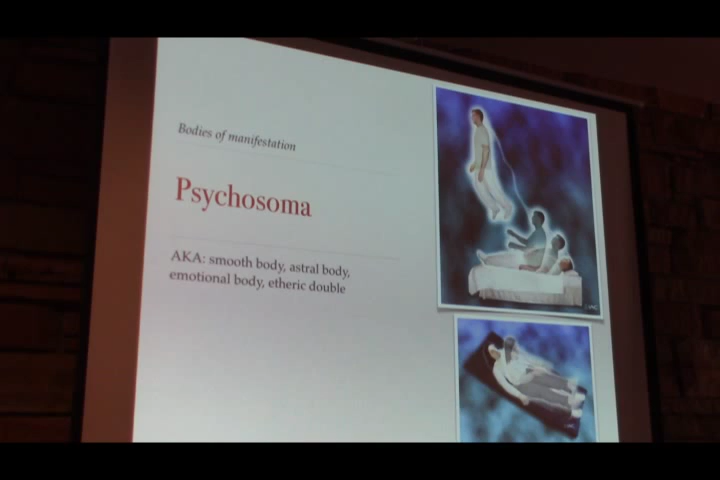 Bodies of manifestation
Psychosoma
AKA: smooth body, astral body,
emotional body, etheric double